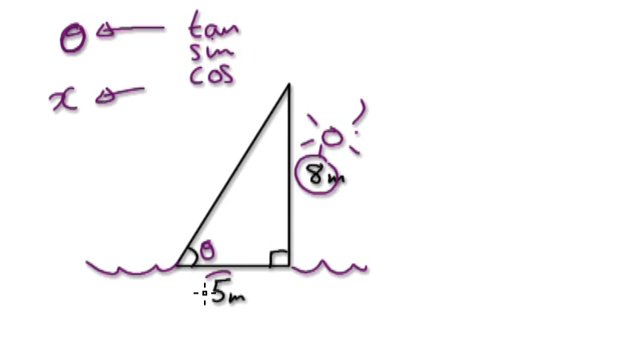 θ ← tan
sin
cos
x ←
O
8m
θ
5m